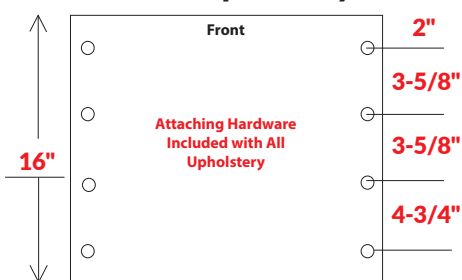 Front
2"
3-5/8"
Attaching Hardware
Included with All
Upholstery
3-5/8"
16"
4-3/4"